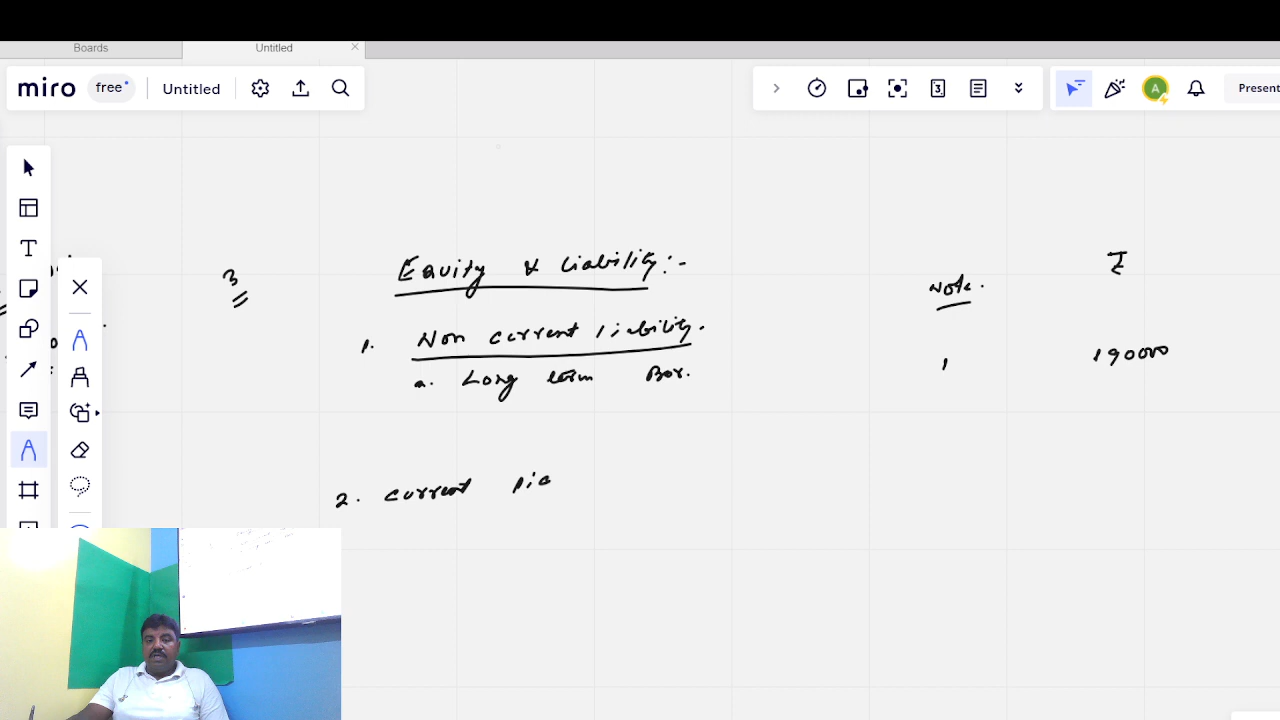 Boards Untitled
miro free Untitled 3 A Present
₹
3 Equity & Liability:-
Note.
1. Non current liability.
1 190000
a. Long term Bor.
2. Current